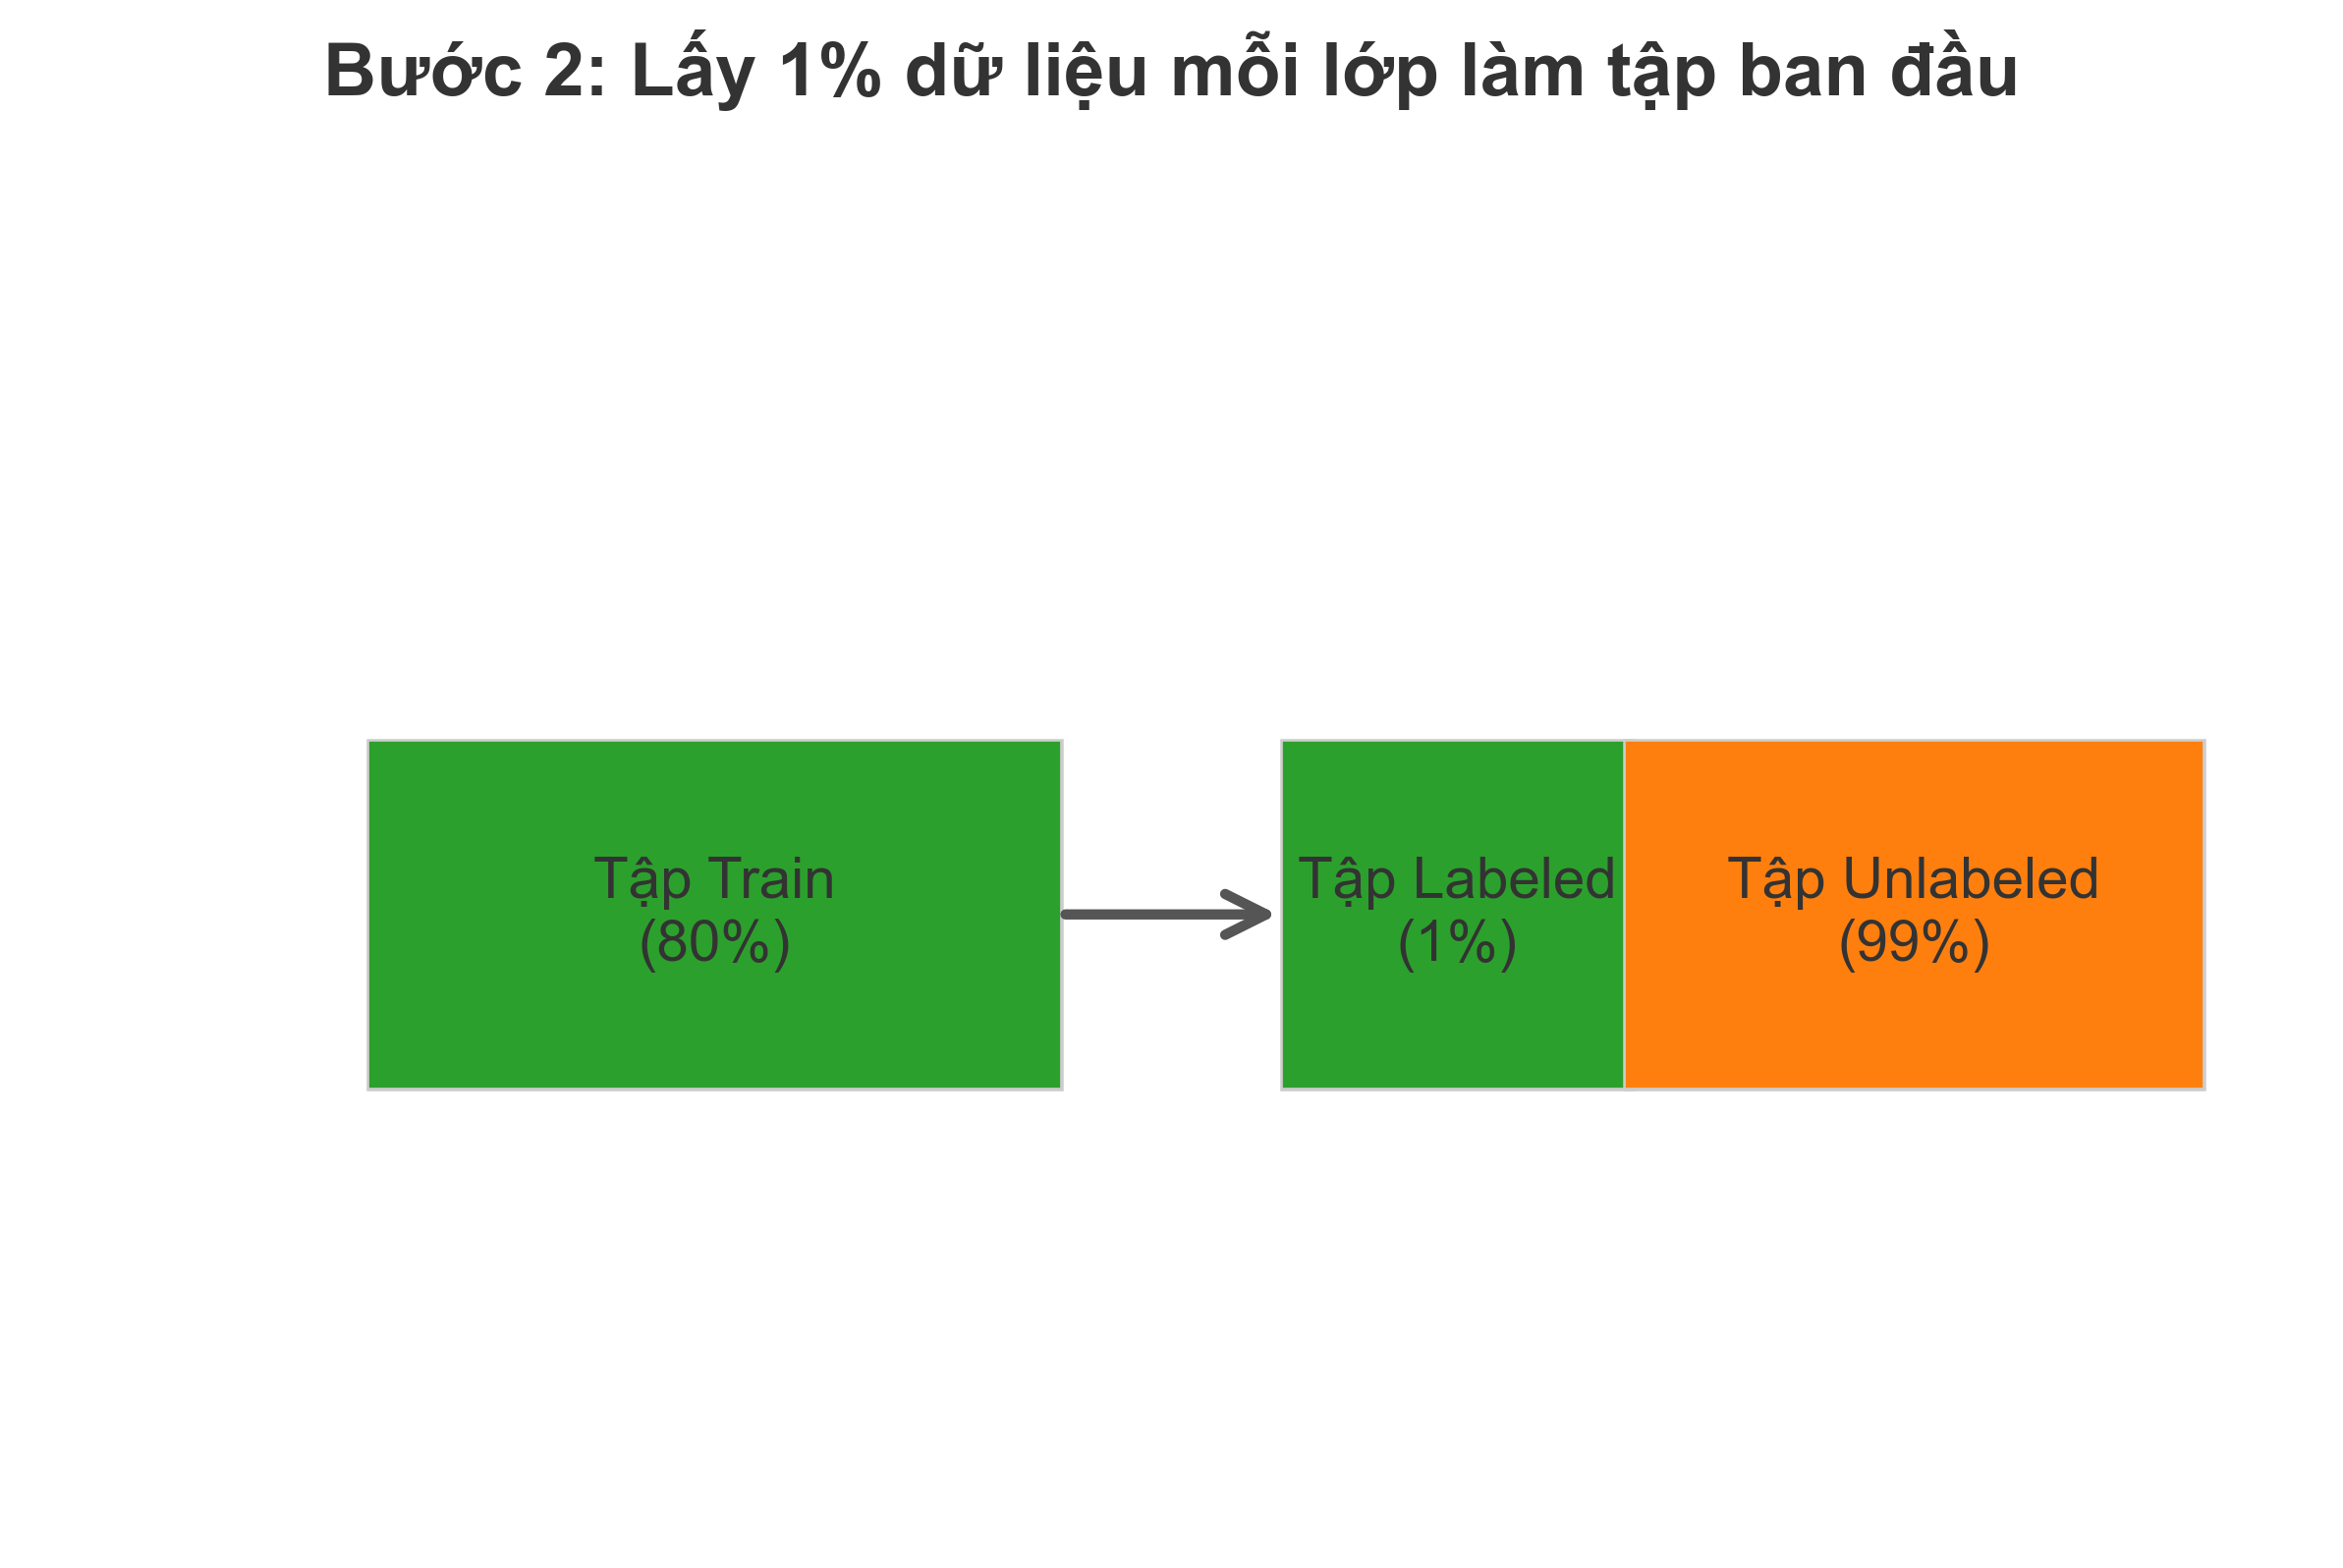 Bước 2: Lấy 1% dữ liệu mỗi lớp làm tập ban đầu
Tập Train
(80%)
Tập Labeled
(1%)
Tập Unlabeled
(99%)